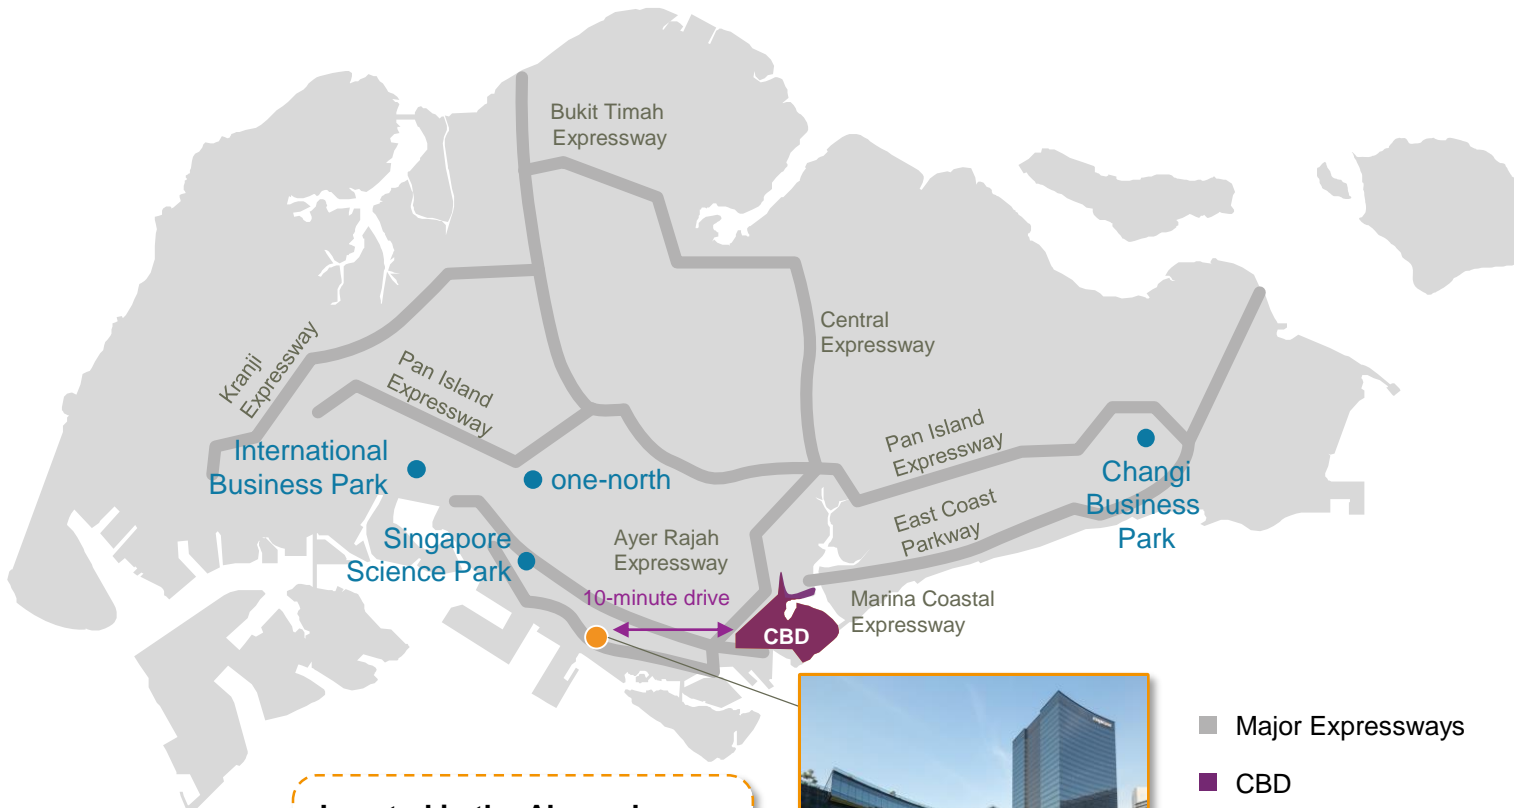 Bukit Timah
Expressway
Central
Expressway
Kranji
Expressway
Pan Island
Expressway
Pan Island
Expressway
International
Business Park
one-north
Changi
Business
Park
East Coast
Parkway
Singapore
Science Park
Ayer Rajah
Expressway
10-minute drive
Marina Coastal
Expressway
CBD
Major Expressways
CBD